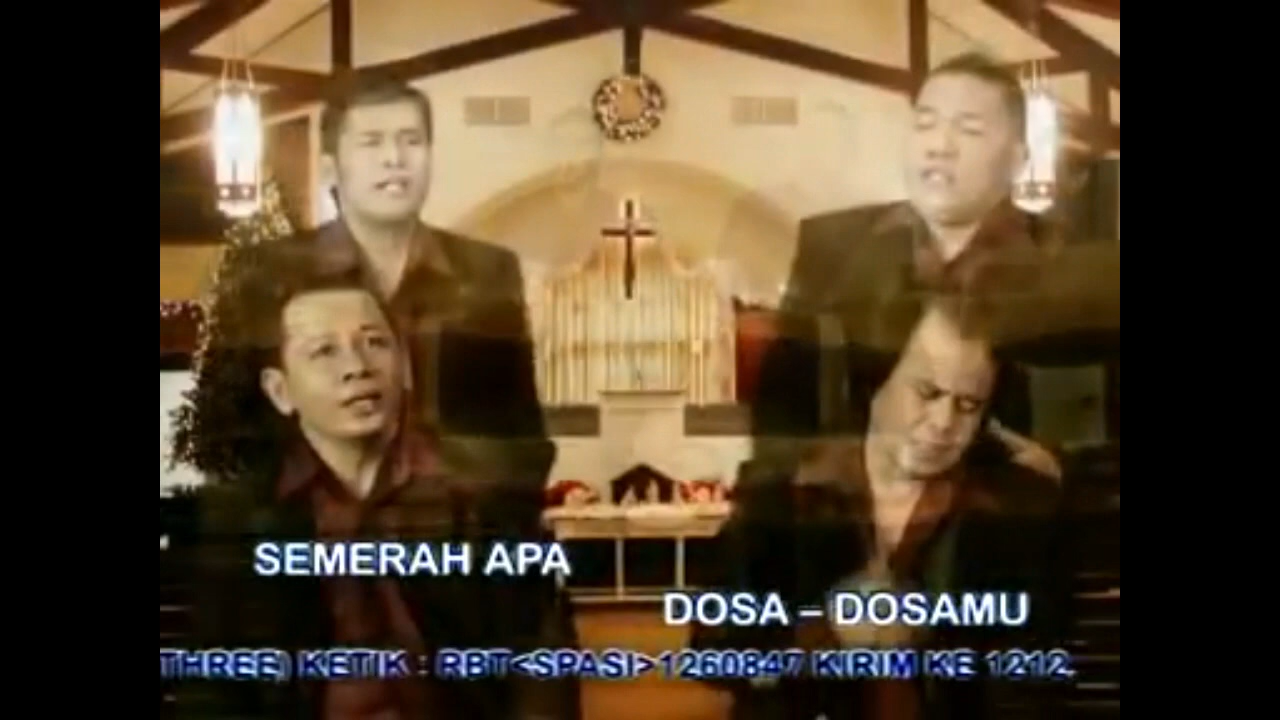 SEMERAH APA
DOSA – DOSAMU
THREE) KETIK : RBT<SPASI>1260847 KIRIM KE 1212